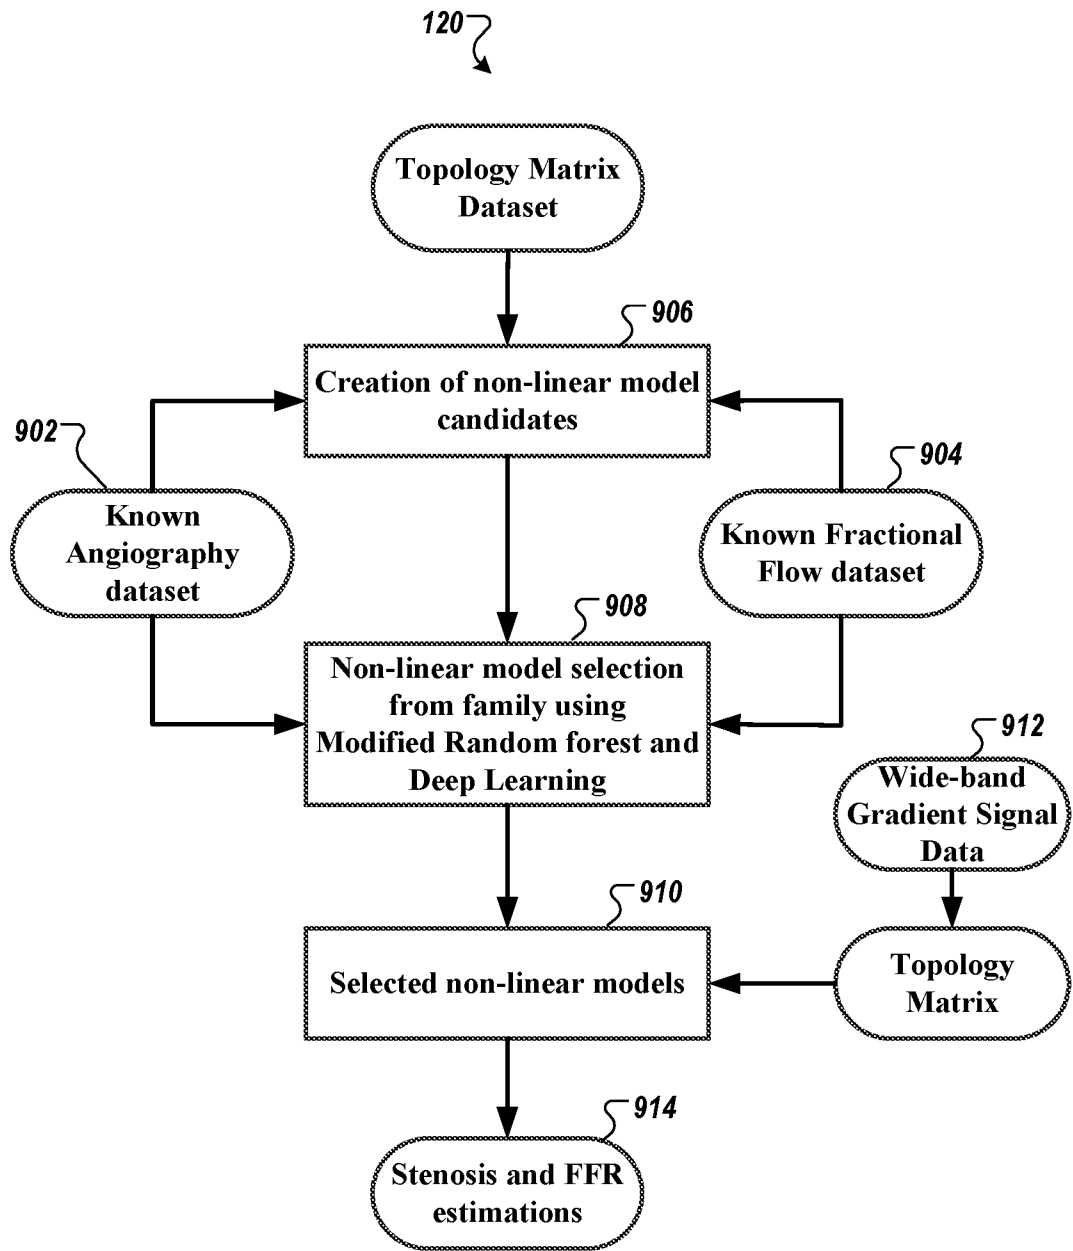 120
Topology Matrix
Dataset
906
Creation of non-linear model
candidates
902
904
Known
Angiography
dataset
Known Fractional
Flow dataset
908
Non-linear model selection
from family using
Modified Random forest and
Deep Learning
912
Wide-band
Gradient Signal
Data
910
Selected non-linear models
Topology
Matrix
914
Stenosis and FFR
estimations